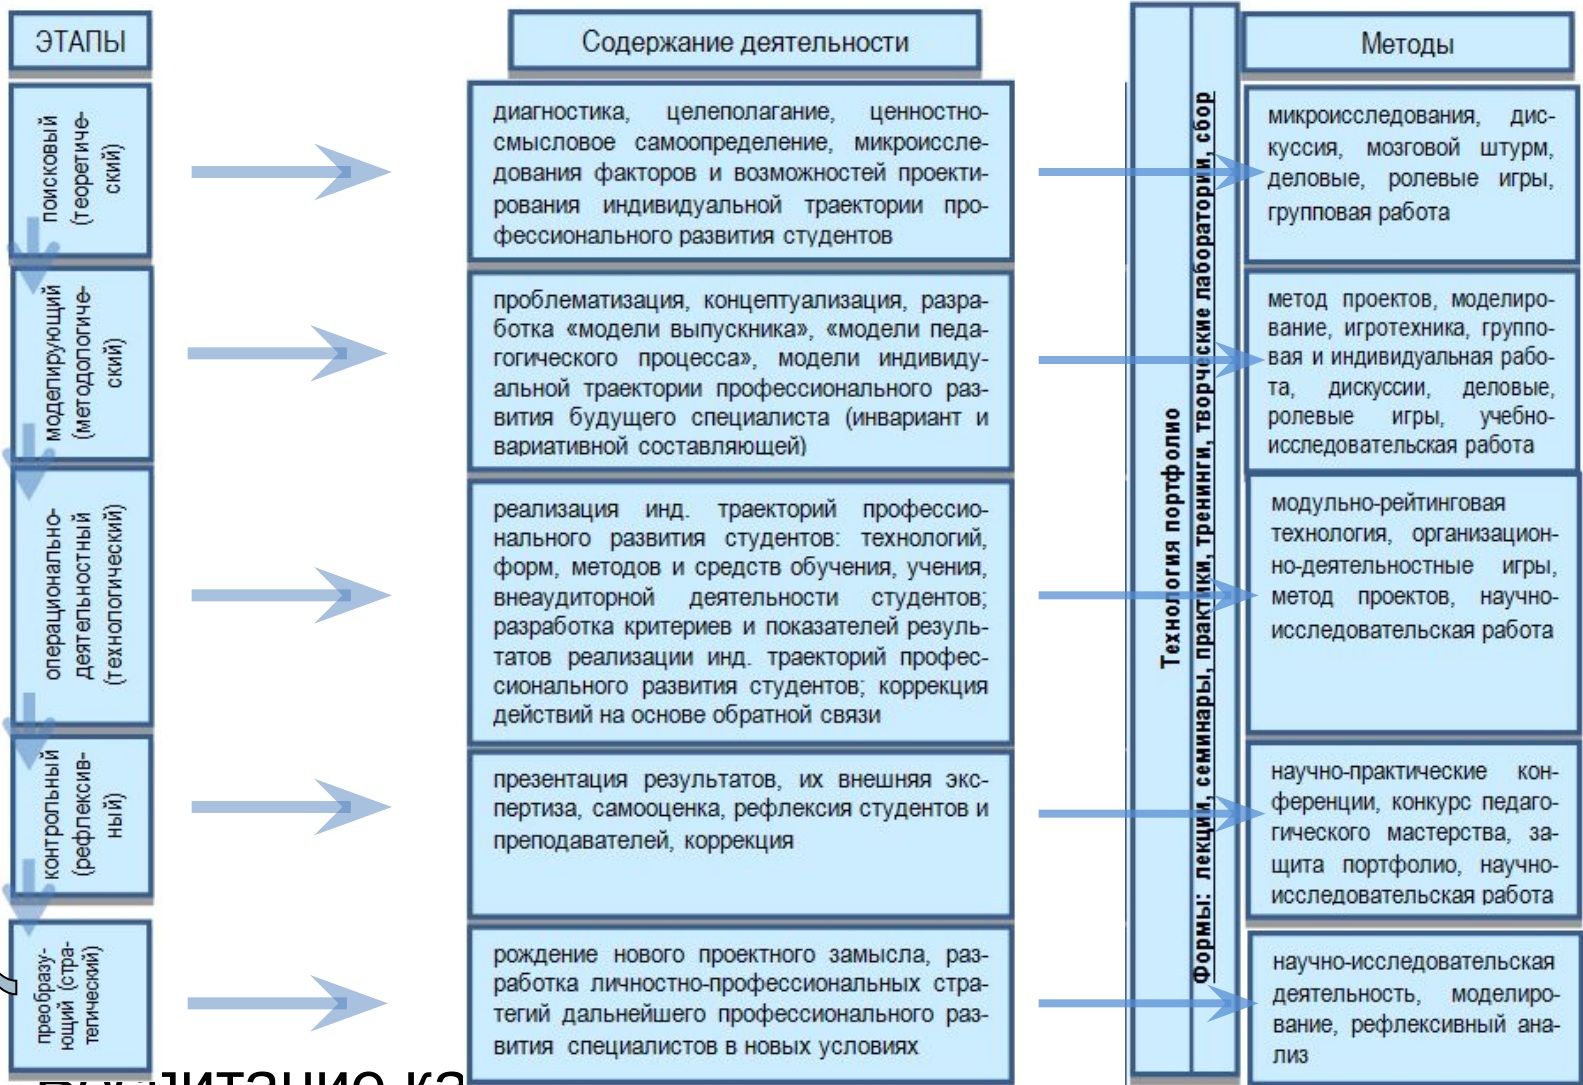 ЭТАПЫ
Содержание деятельности
Методы
поисковый
(теоретиче-
ский)
диагностика, целеполагание, ценностно-
смысловое самоопределение, микроиссле-
дования факторов и возможностей проекти-
рования индивидуальной траектории про-
фессионального развития студентов
микроисследования, дис-
куссия, мозговой штурм,
деловые, ролевые игры,
групповая работа
моделирующий
(методологиче-
ский)
проблематизация, концептуализация, разра-
ботка «модели выпускника», «модели педа-
гогического процесса», модели индивиду-
альной траектории профессионального раз-
вития будущего специалиста (инвариант и
вариативной составляющей)
метод проектов, моделиро-
вание, игротехника, группо-
вая и индивидуальная рабо-
та, дискуссии, деловые,
ролевые игры, учебно-
исследовательская работа
операционально-
деятельностный
(технологический)
реализация инд. траекторий профессио-
нального развития студентов: технологий,
форм, методов и средств обучения, учения,
внеаудиторной деятельности студентов;
разработка критериев и показателей резуль-
татов реализации инд. траекторий профес-
сионального развития студентов; коррекция
действий на основе обратной связи
модульно-рейтинговая
технология, организацион-
но-деятельностные игры,
метод проектов, научно-
исследовательская работа
контрольный
(рефлексив-
ный)
презентация результатов, их внешняя экс-
пертиза, самооценка, рефлексия студентов и
преподавателей, коррекция
научно-практические кон-
ференции, конкурс педаго-
гического мастерства, за-
щита портфолио, научно-
исследовательская работа
преобразу-
ющий (стра-
тегический)
рождение нового проектного замысла, раз-
работка личностно-профессиональных стра-
тегий дальнейшего профессионального раз-
вития специалистов в новых условиях
научно-исследовательская
деятельность, моделиро-
вание, рефлексивный ана-
лиз
Технология портфолио
Формы: лекции, семинары, практики, тренинги, творческие лаборатории, сбор